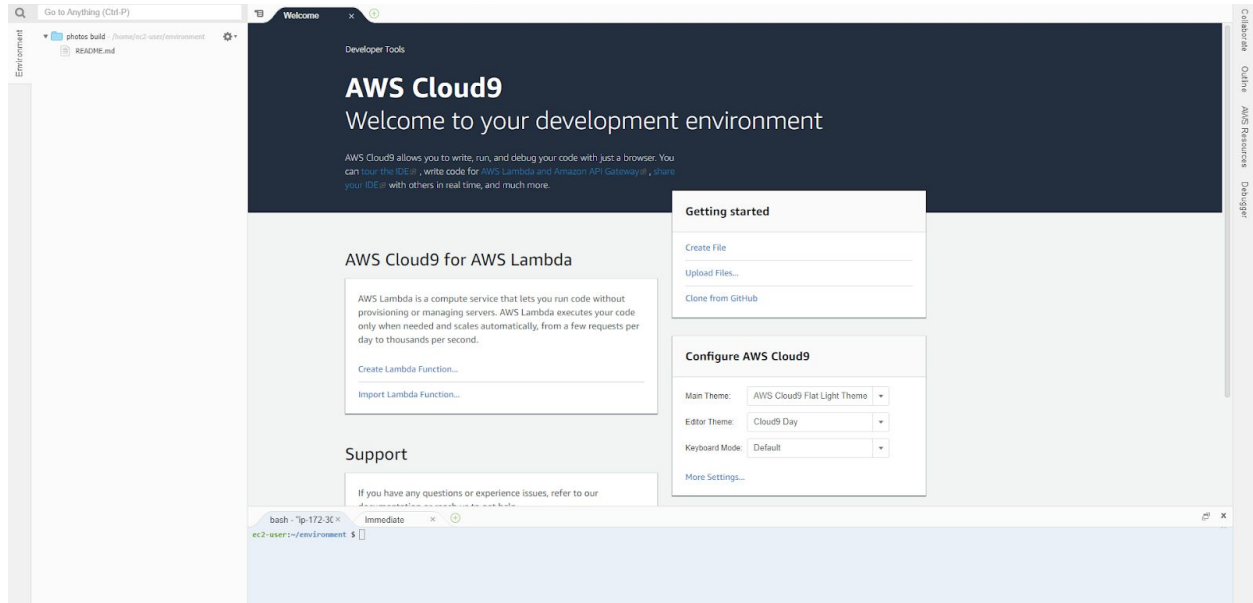 Go to Anything (Ctrl-P)
Welcome
Environment
photos build - /home/ec2-user/environment
README.md
Developer Tools
AWS Cloud9
Welcome to your development environment
AWS Cloud9 allows you to write, run, and debug your code with just a browser. You
can tour the IDE, write code for AWS Lambda and Amazon API Gateway, share
your IDE with others in real time, and much more.
Getting started
Create File
Upload Files...
Clone from GitHub
AWS Cloud9 for AWS Lambda
AWS Lambda is a compute service that lets you run code without
provisioning or managing servers. AWS Lambda executes your code
only when needed and scales automatically, from a few requests per
day to thousands per second.
Create Lambda Function...
Import Lambda Function...
Configure AWS Cloud9
Main Theme: AWS Cloud9 Flat Light Theme
Editor Theme: Cloud9 Day
Keyboard Mode: Default
More Settings...
Support
If you have any questions or experience issues, refer to our
bash - "ip-172-3
Immediate
ec2-user:~/environment $
Collaborate
Outline
AWS Resources
Debugger